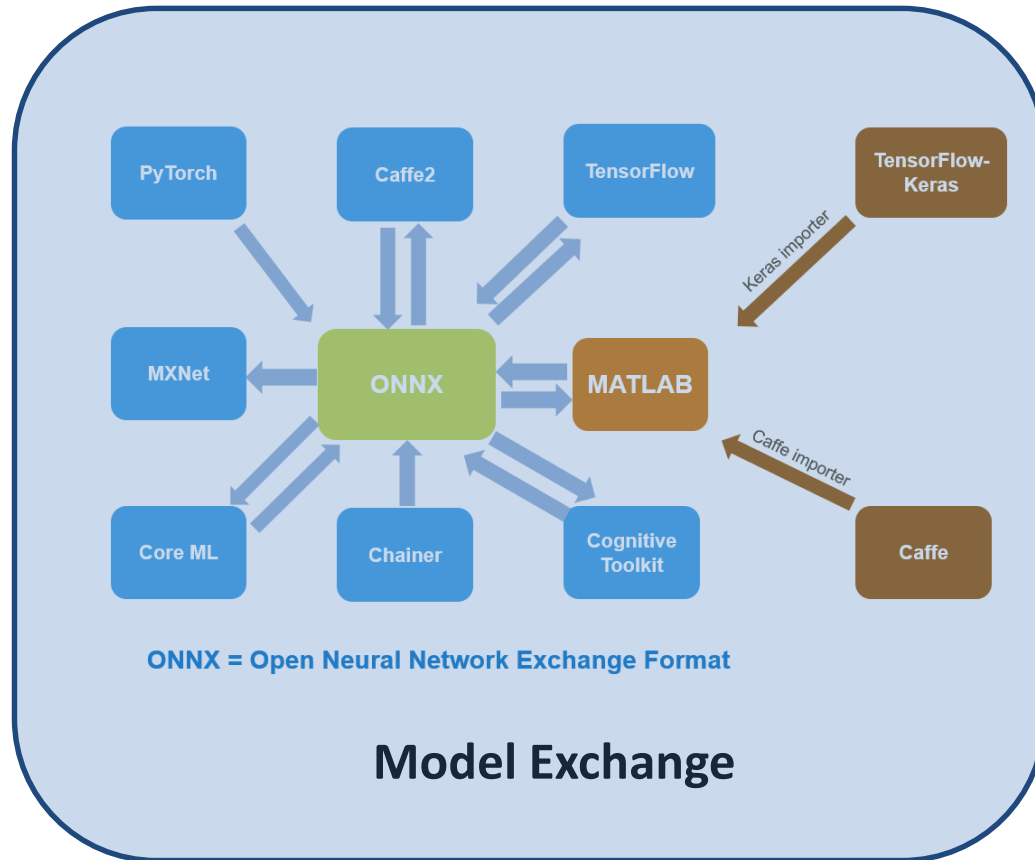 PyTorch
Caffe2
TensorFlow
TensorFlow-
Keras
Keras importer
MXNet
ONNX
MATLAB
Caffe importer
Core ML
Chainer
Cognitive
Toolkit
Caffe
ONNX = Open Neural Network Exchange Format
Model Exchange